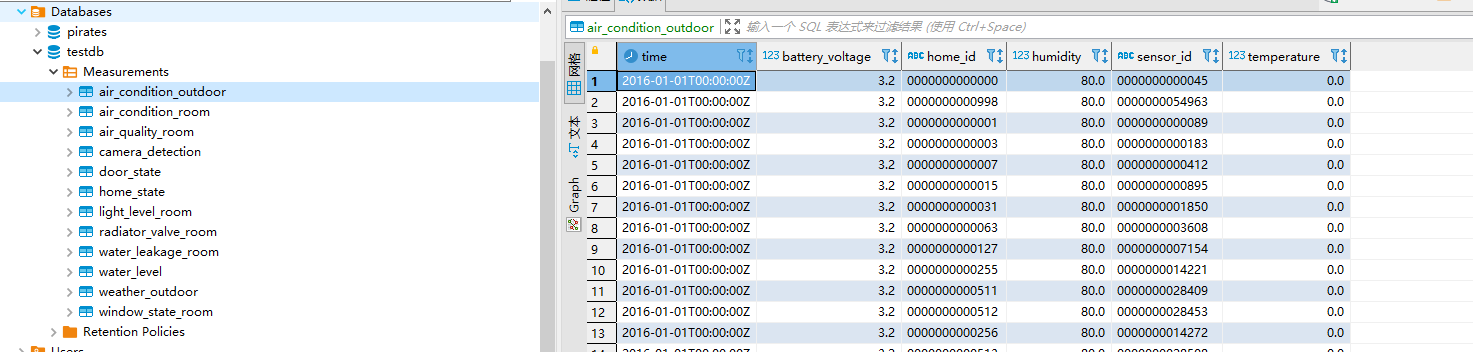 Databases
pirates
testdb
Measurements
air_condition_outdoor
air_condition_room
air_quality_room
camera_detection
door_state
home_state
light_level_room
radiator_valve_room
water_leakage_room
water_level
weather_outdoor
window_state_room
Retention Policies
air_condition_outdoor 输入一个 SQL 表达式来过滤结果 (使用 Ctrl+Space)
网格
文本
Graph
time 123 battery_voltage ABC home_id 123 humidity ABC sensor_id 123 temperature
1 2016-01-01T00:00:00Z 3.2 0000000000000 80.0 0000000000045 0.0
2 2016-01-01T00:00:00Z 3.2 0000000000998 80.0 0000000054963 0.0
3 2016-01-01T00:00:00Z 3.2 0000000000001 80.0 0000000000089 0.0
4 2016-01-01T00:00:00Z 3.2 0000000000003 80.0 0000000000183 0.0
5 2016-01-01T00:00:00Z 3.2 0000000000007 80.0 0000000000412 0.0
6 2016-01-01T00:00:00Z 3.2 0000000000015 80.0 0000000000895 0.0
7 2016-01-01T00:00:00Z 3.2 0000000000031 80.0 0000000001850 0.0
8 2016-01-01T00:00:00Z 3.2 0000000000063 80.0 0000000003608 0.0
9 2016-01-01T00:00:00Z 3.2 0000000000127 80.0 0000000007154 0.0
10 2016-01-01T00:00:00Z 3.2 0000000000255 80.0 0000000014221 0.0
11 2016-01-01T00:00:00Z 3.2 0000000000511 80.0 0000000028409 0.0
12 2016-01-01T00:00:00Z 3.2 0000000000512 80.0 0000000028453 0.0
13 2016-01-01T00:00:00Z 3.2 0000000000256 80.0 0000000014272 0.0